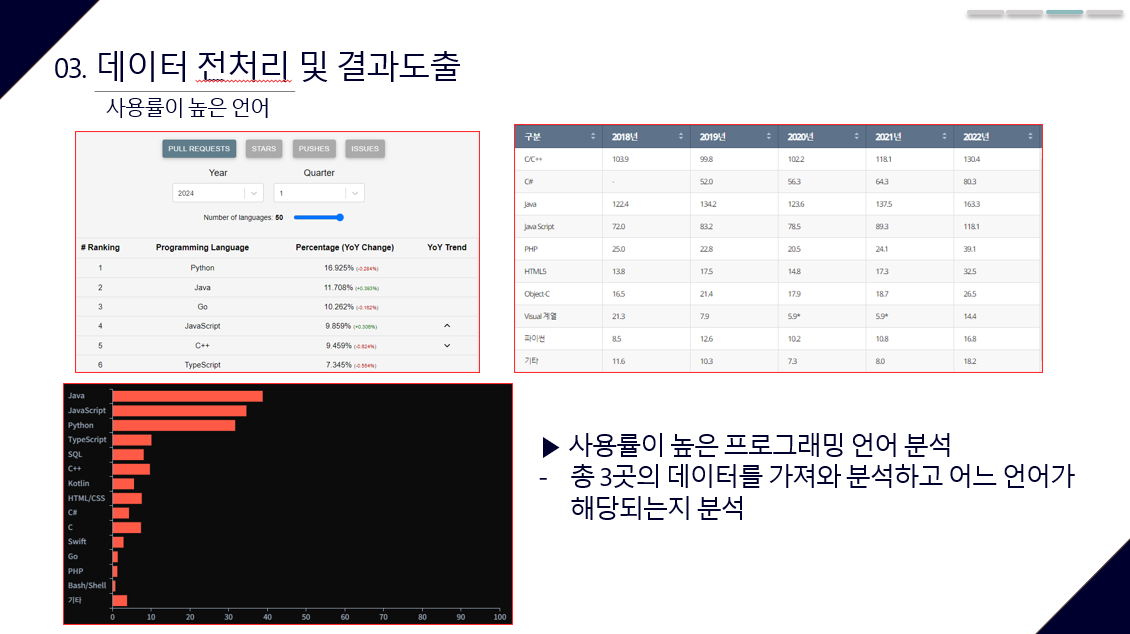 03. 데이터 전처리 및 결과도출
사용률이 높은 언어
PULL REQUESTS STARS PUSHES ISSUES
Year Quarter
2024 1
Number of languages: 50
# Ranking Programming Language Percentage (YoY Change) YoY Trend
1 Python 16.925% (-0.284%)
2 Java 11.708% (+0.393%)
3 Go 10.262% (-0.162%)
4 JavaScript 9.859% (+0.306%)
5 C++ 9.459% (-0.624%)
6 TypeScript 7.345% (-0.554%)
구분 2018년 2019년 2020년 2021년 2022년
C/C++ 103.9 99.8 102.2 118.1 130.4
C# - 52.0 56.3 64.3 80.3
Java 122.4 134.2 123.6 137.5 163.3
Java Script 72.0 83.2 78.5 89.3 118.1
PHP 25.0 22.8 20.5 24.1 39.1
HTML5 13.8 17.5 14.8 17.3 32.5
Object-C 16.5 21.4 17.9 18.7 26.5
Visual 계열 21.3 7.9 5.9* 5.9* 14.4
파이썬 8.5 12.6 10.2 10.8 16.8
기타 11.6 10.3 7.3 8.0 18.2
Java
JavaScript
Python
TypeScript
SQL
C++
Kotlin
HTML/CSS
C#
C
Swift
Go
PHP
Bash/Shell
기타
0 10 20 30 40 50 60 70 80 90 100
▶ 사용률이 높은 프로그래밍 언어 분석
- 총 3곳의 데이터를 가져와 분석하고 어느 언어가
해당되는지 분석